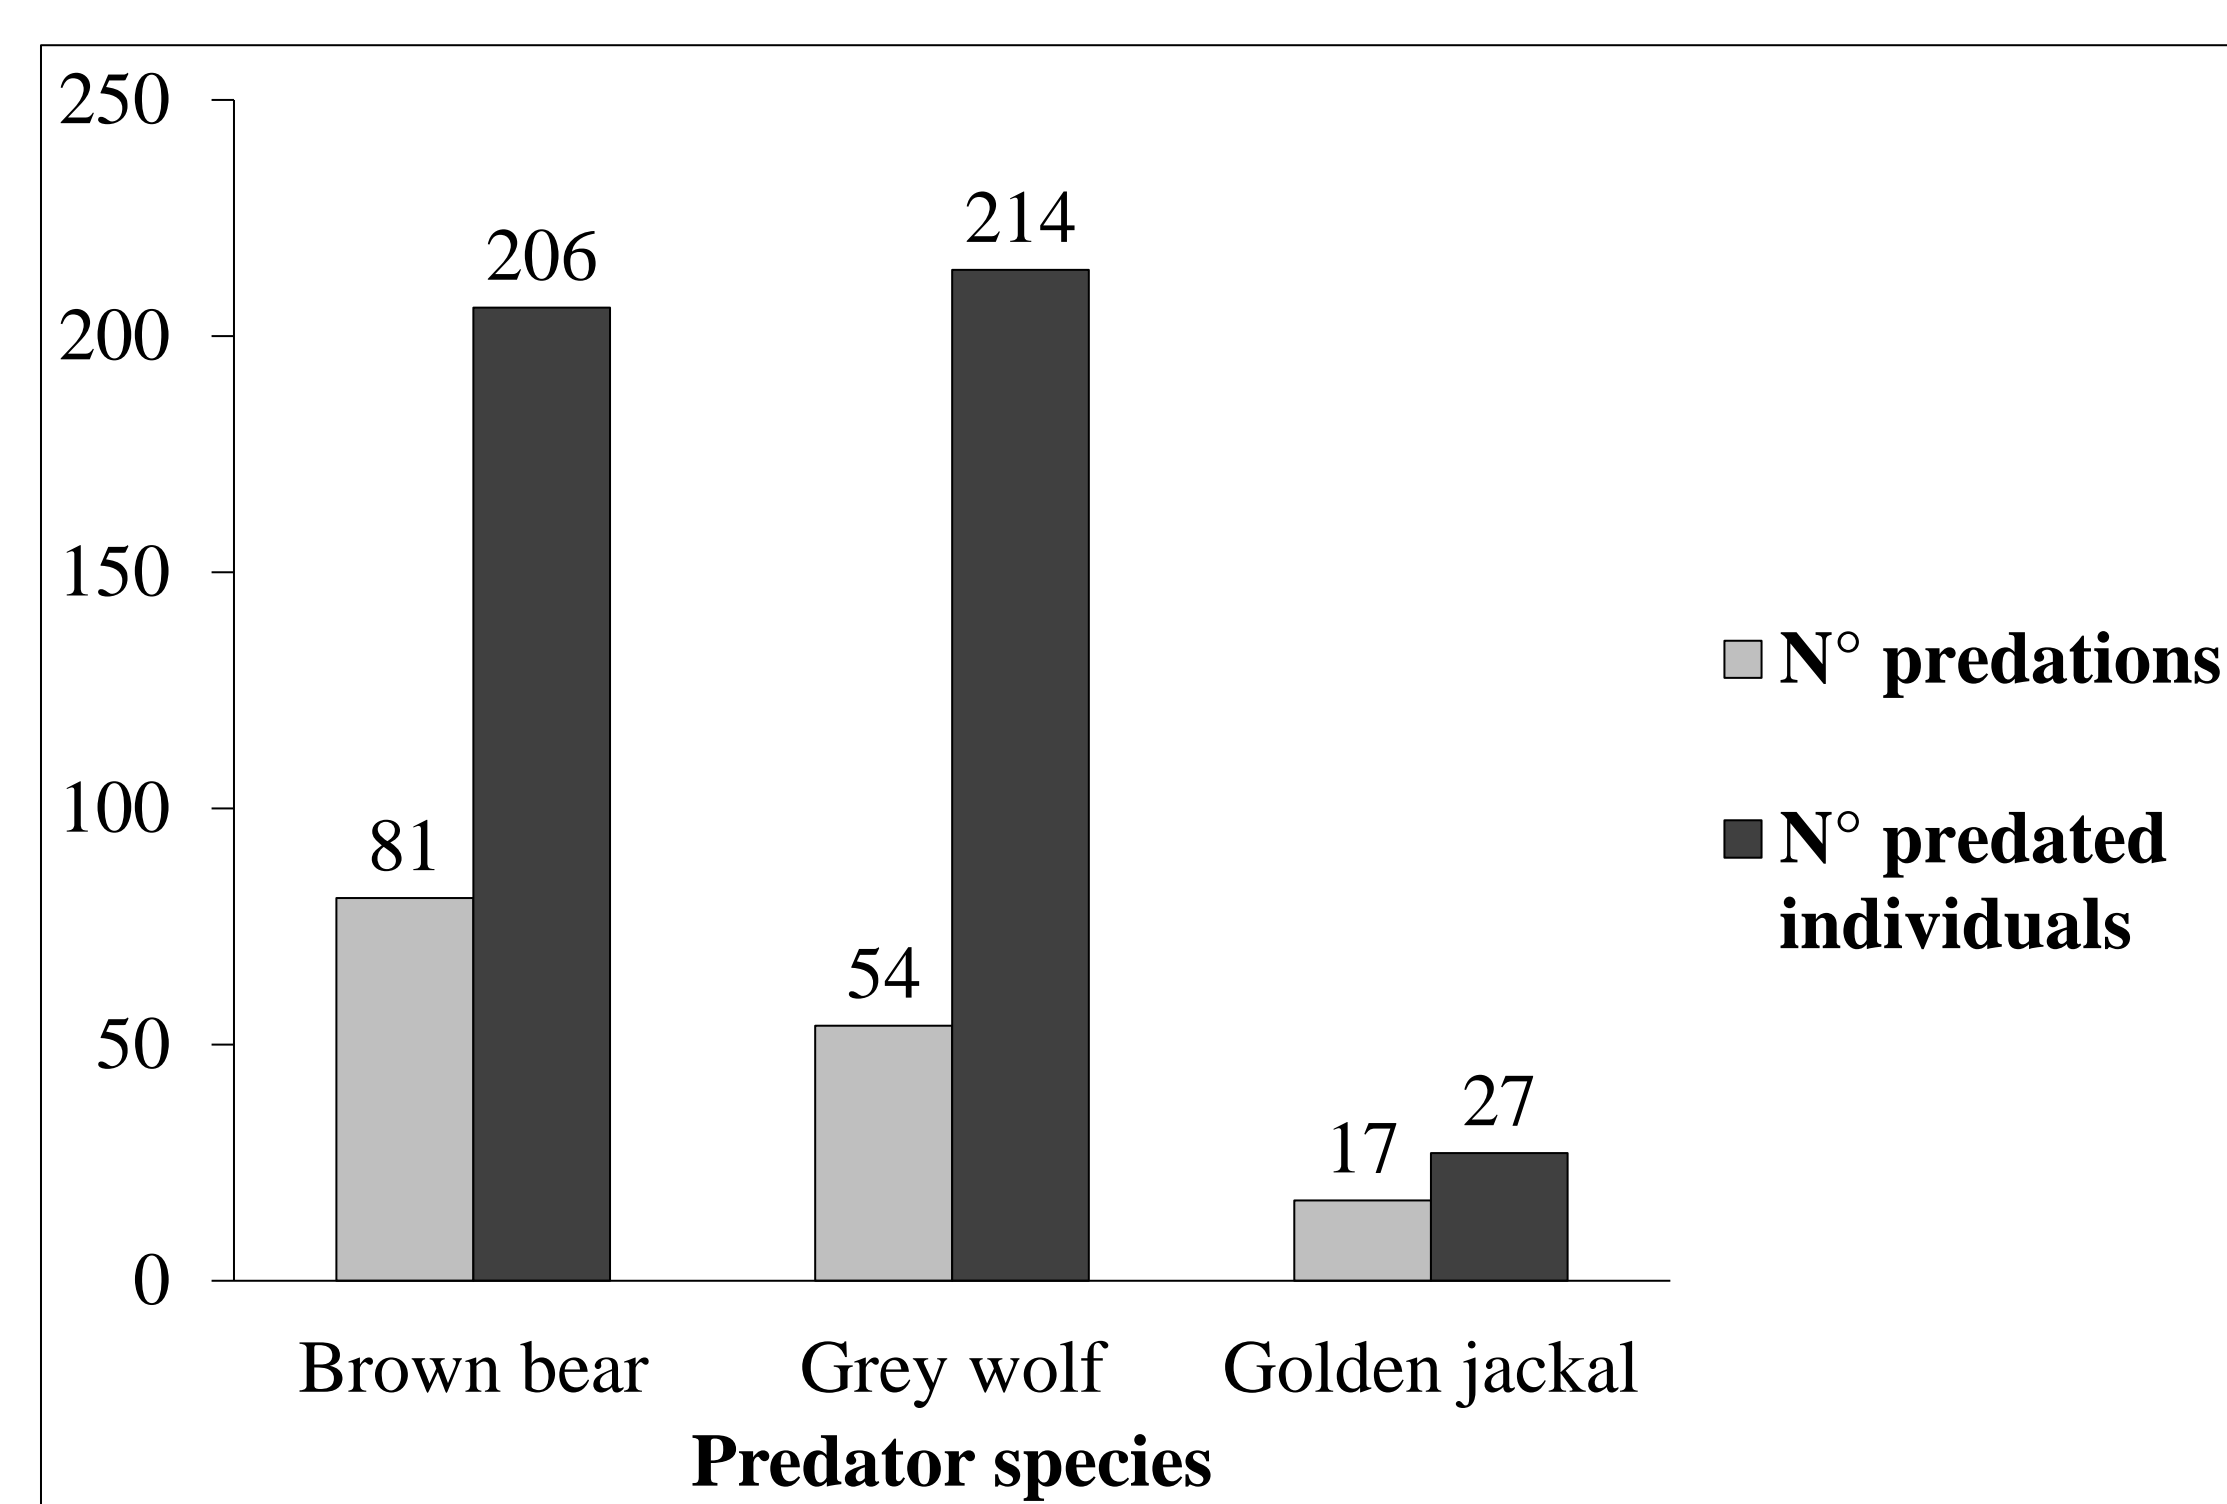 250
200
150
100
50
0
81
206
54
214
17
27
Brown bear
Grey wolf
Golden jackal
Predator species
N° predations
N° predated
individuals